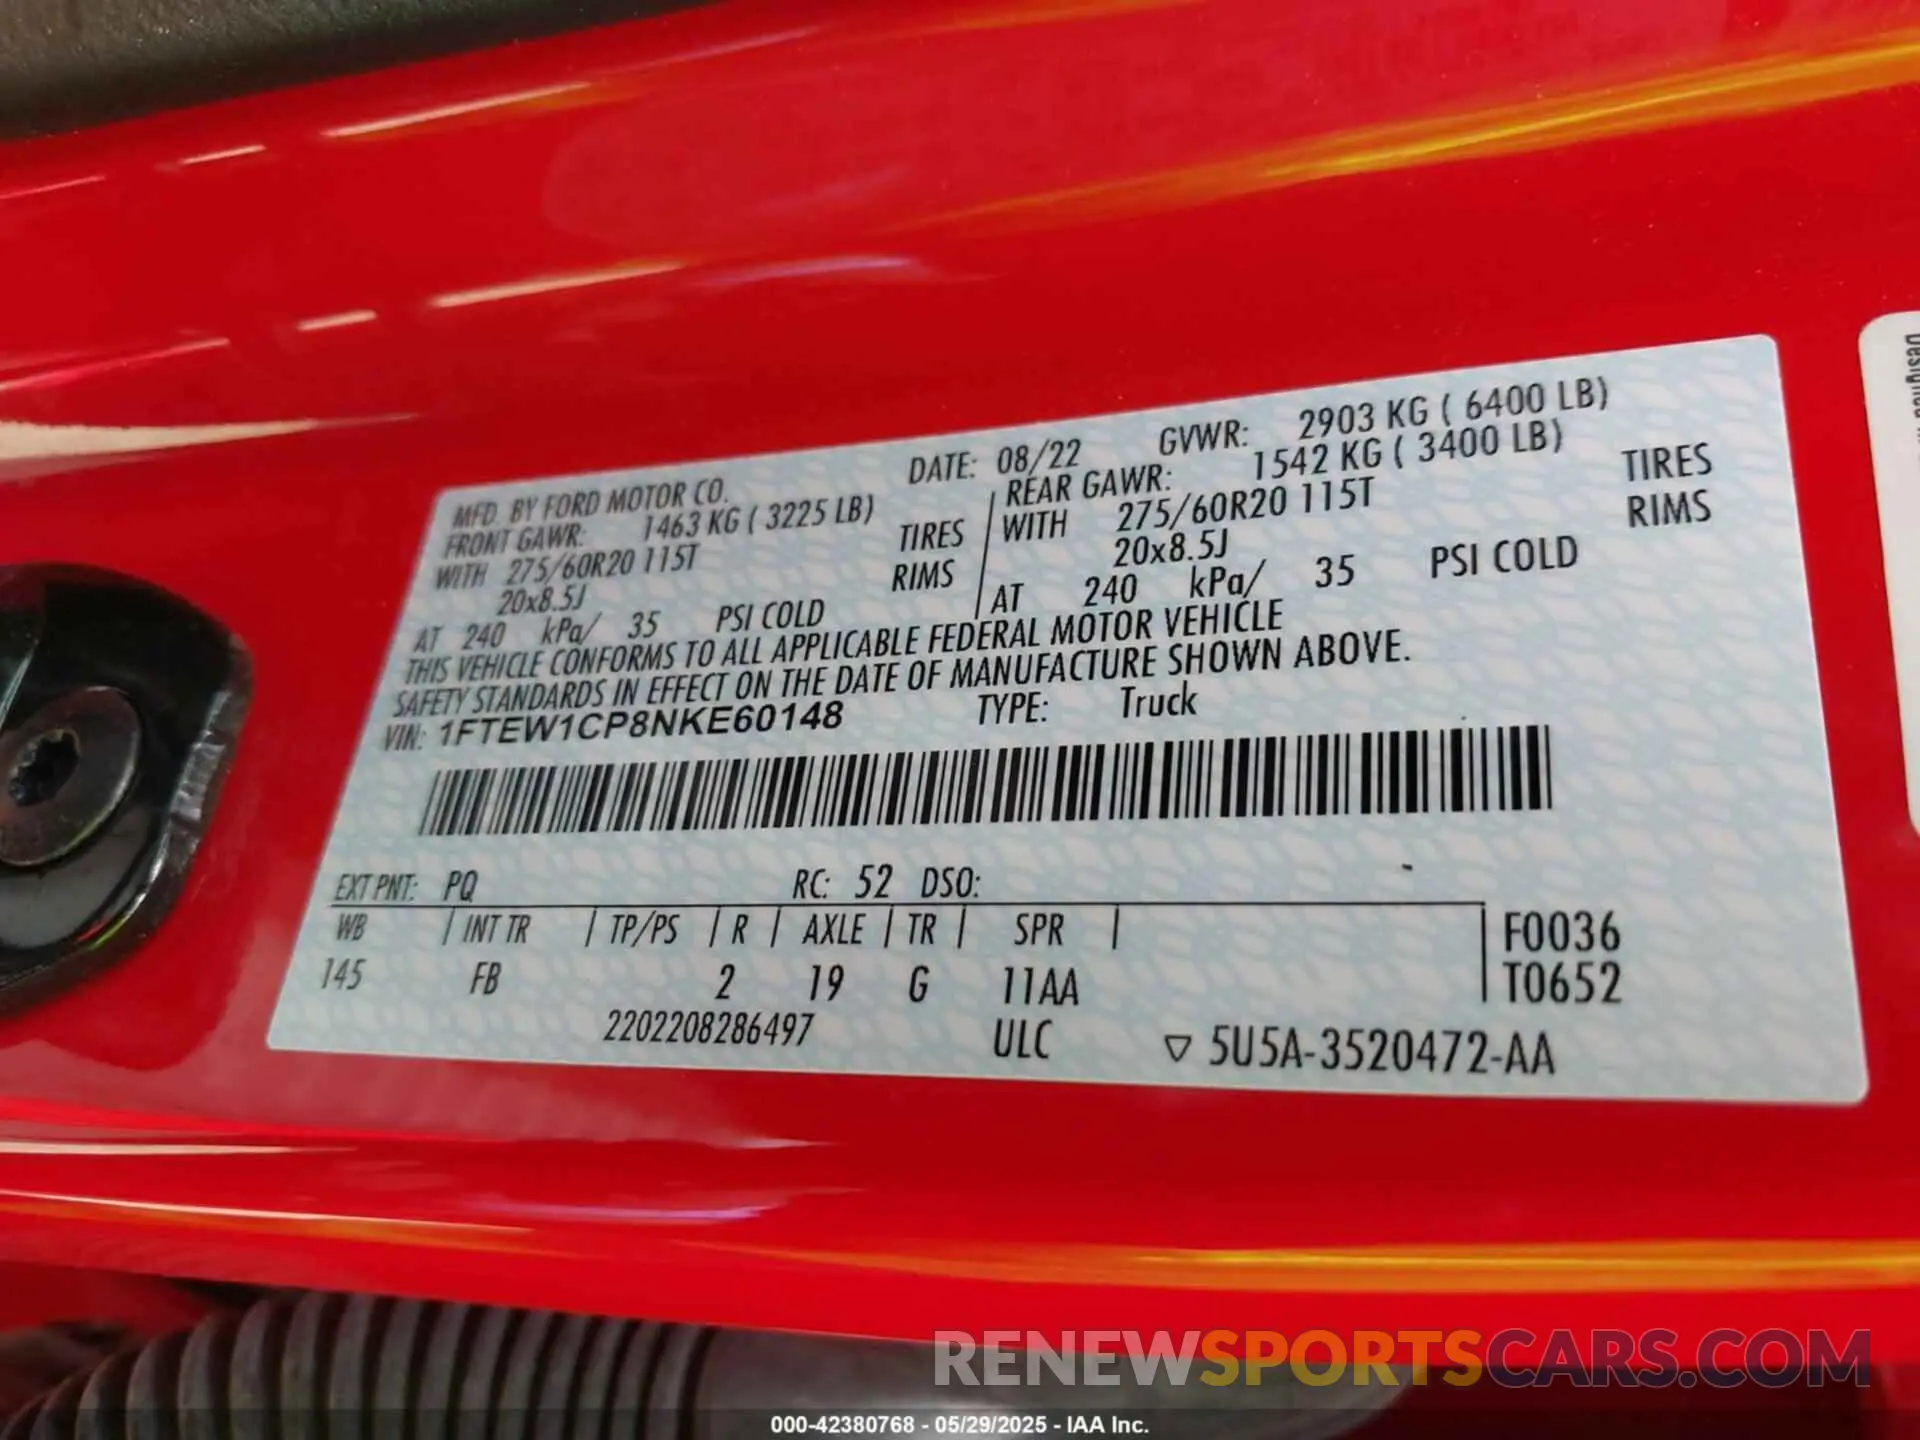 MFD. BY FORD MOTOR CO. DATE: 08/22 GVWR: 2903 KG ( 6400 LB)
FRONT GAWR: 1463 KG ( 3225 LB) REAR GAWR: 1542 KG ( 3400 LB)
WITH 275/60R20 115T TIRES WITH 275/60R20 115T TIRES
20x8.5J RIMS 20x8.5J RIMS
AT 240 kPa/ 35 PSI COLD AT 240 kPa/ 35 PSI COLD
THIS VEHICLE CONFORMS TO ALL APPLICABLE FEDERAL MOTOR VEHICLE
SAFETY STANDARDS IN EFFECT ON THE DATE OF MANUFACTURE SHOWN ABOVE.
VIN: 1FTEW1CP8NKE60148 TYPE: Truck
EXT PNT: PQ RC: 52 DSO:
WB INT TR TP/PS R AXLE TR SPR F0036
145 FB 2 19 G 11AA T0652
2202208286497 ULC ▽ 5U5A-3520472-AA
RENEWSPORTSCARS.COM
000-42380768 - 05/29/2025 - IAA Inc.